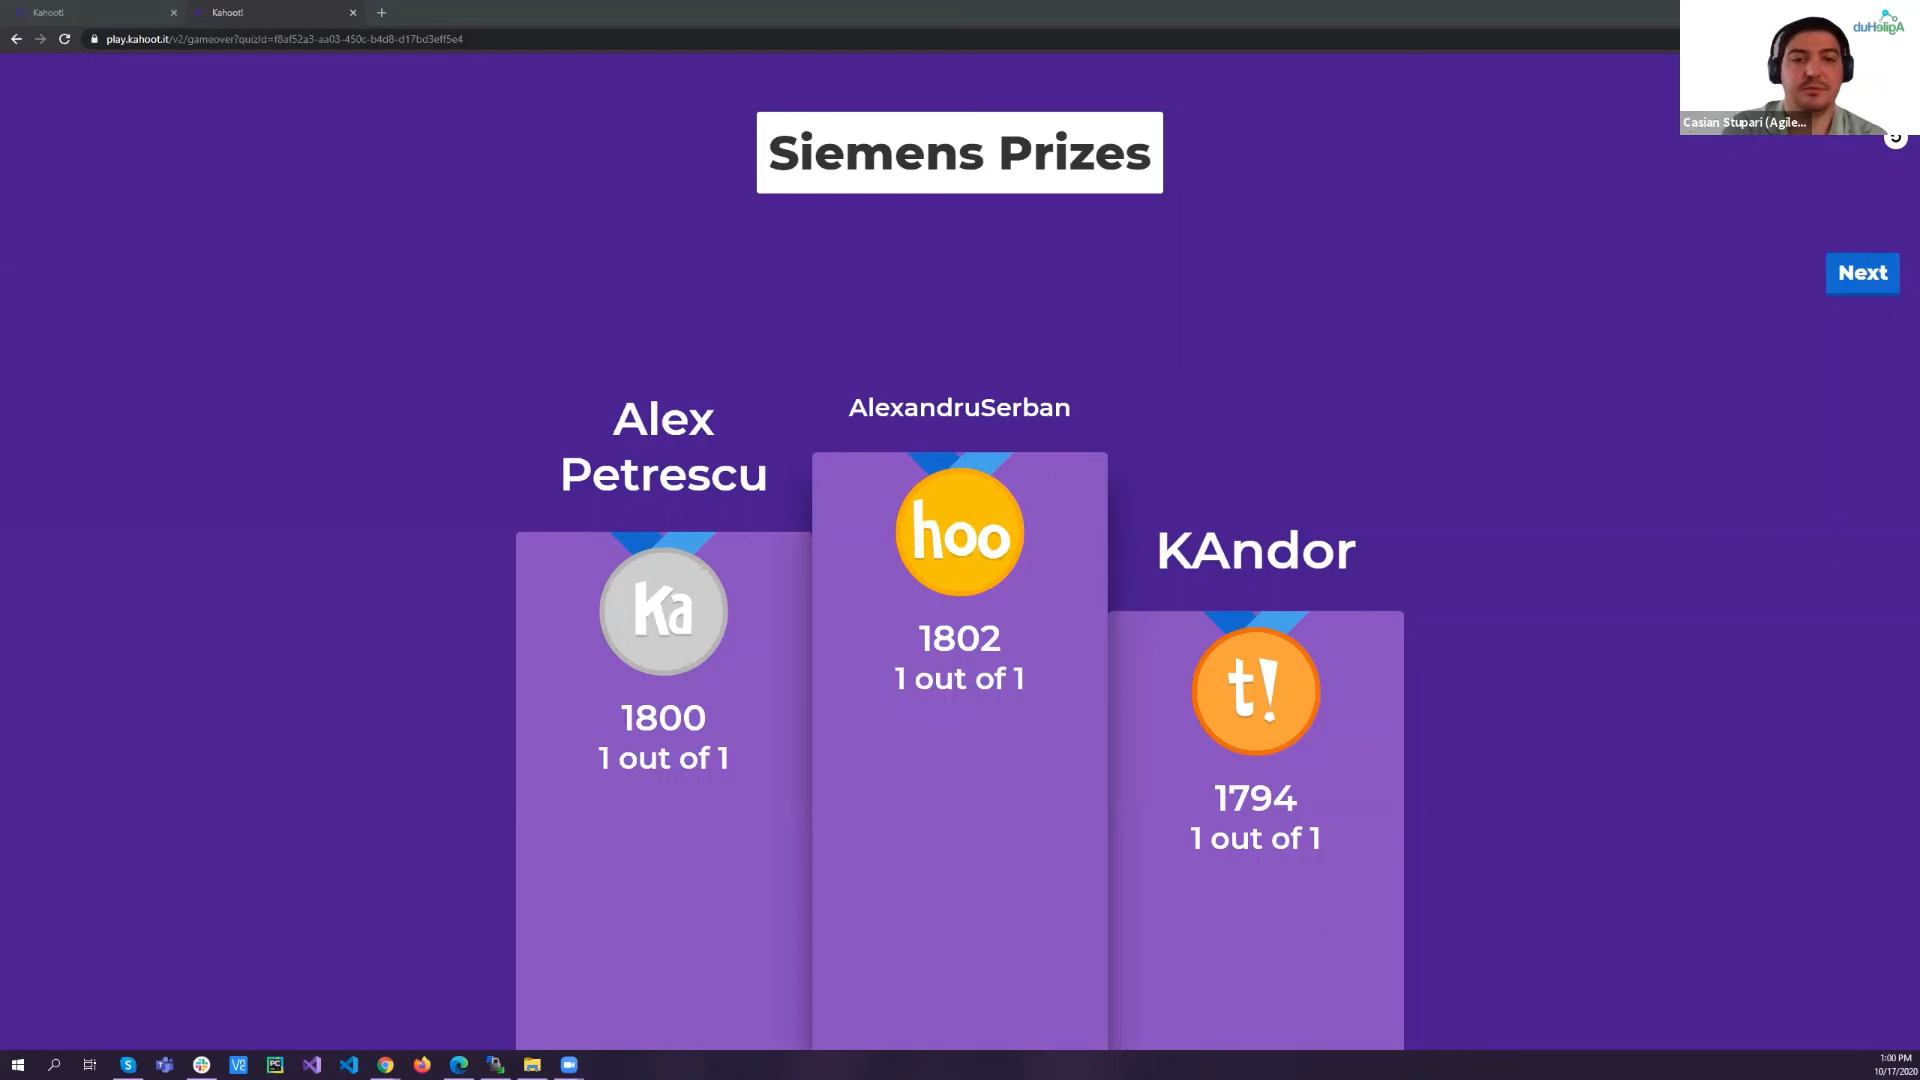 Kahoot!
Kahoot!
play.kahoot.it/v2/gameover?quizId=f8af52a3-aa03-450c-b4d8-d17bd3eff5e4
AgileHub
Casian Stupari (Agile...
Siemens Prizes
5
Next
Alex
Petrescu
AlexandruSerban
KAndor
hoo
Ka
t!
1802
1 out of 1
1800
1 out of 1
1794
1 out of 1
1:00 PM
10/17/2020